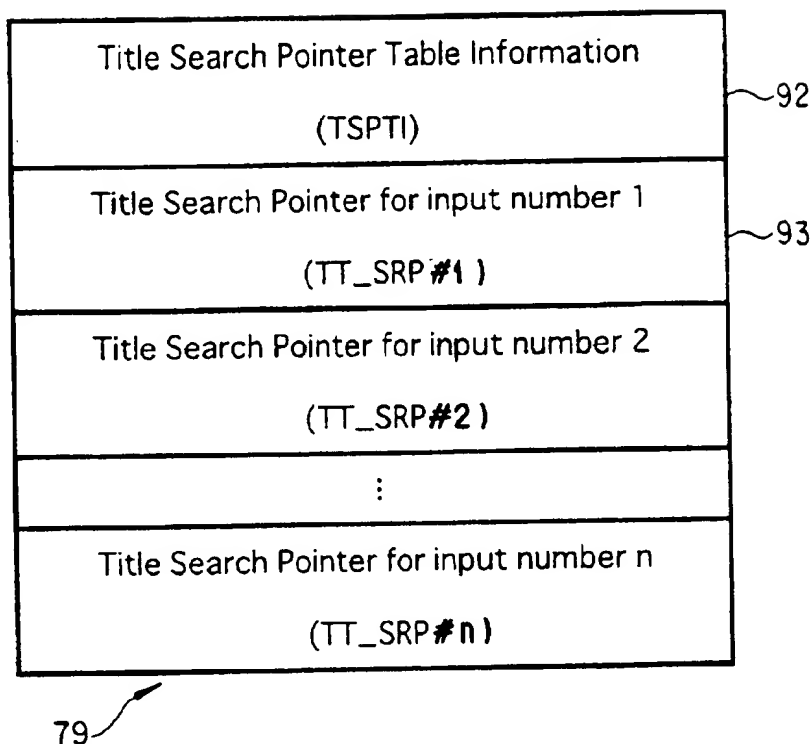 Title Search Pointer Table Information
(TSPTI)
92
Title Search Pointer for input number 1
93
(TT_SRP#1)
Title Search Pointer for input number 2
(TT_SRP#2)
⋮
Title Search Pointer for input number n
(TT_SRP#n)
79